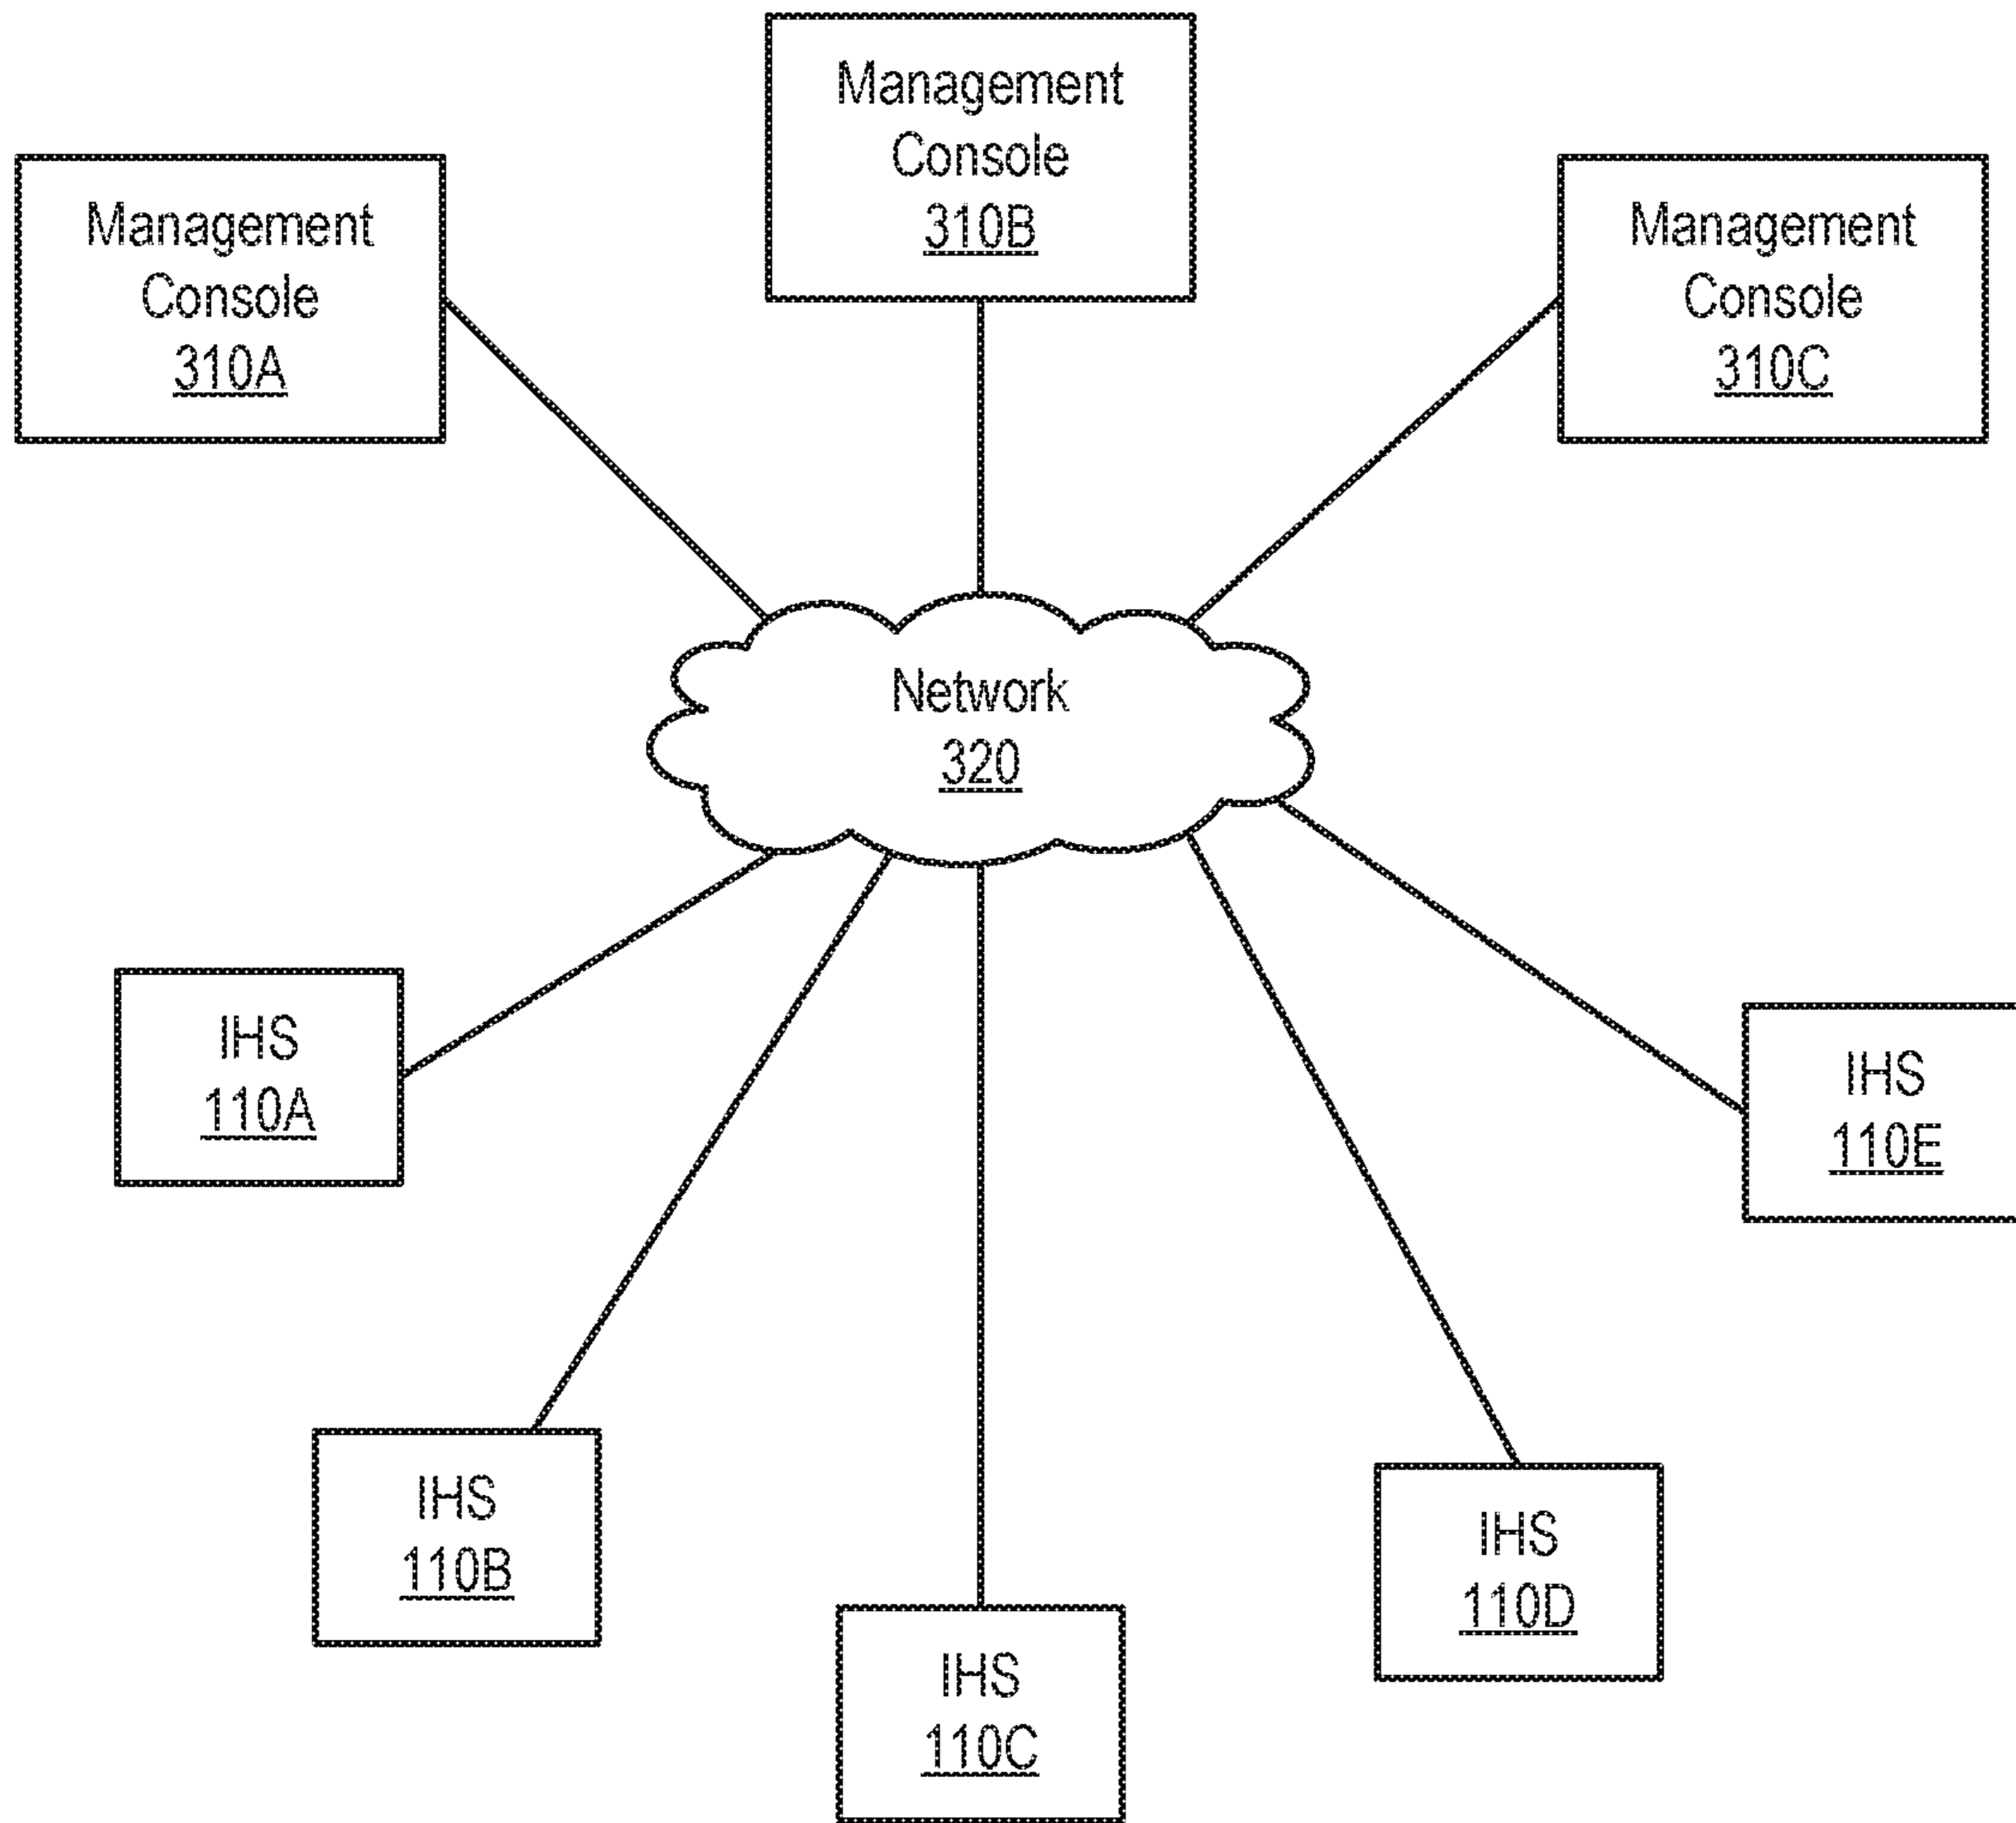 Management
Console
310B
Management
Console
310A
Management
Console
310C
Network
320
IHS
110A
IHS
110E
IHS
110B
IHS
110D
IHS
110C